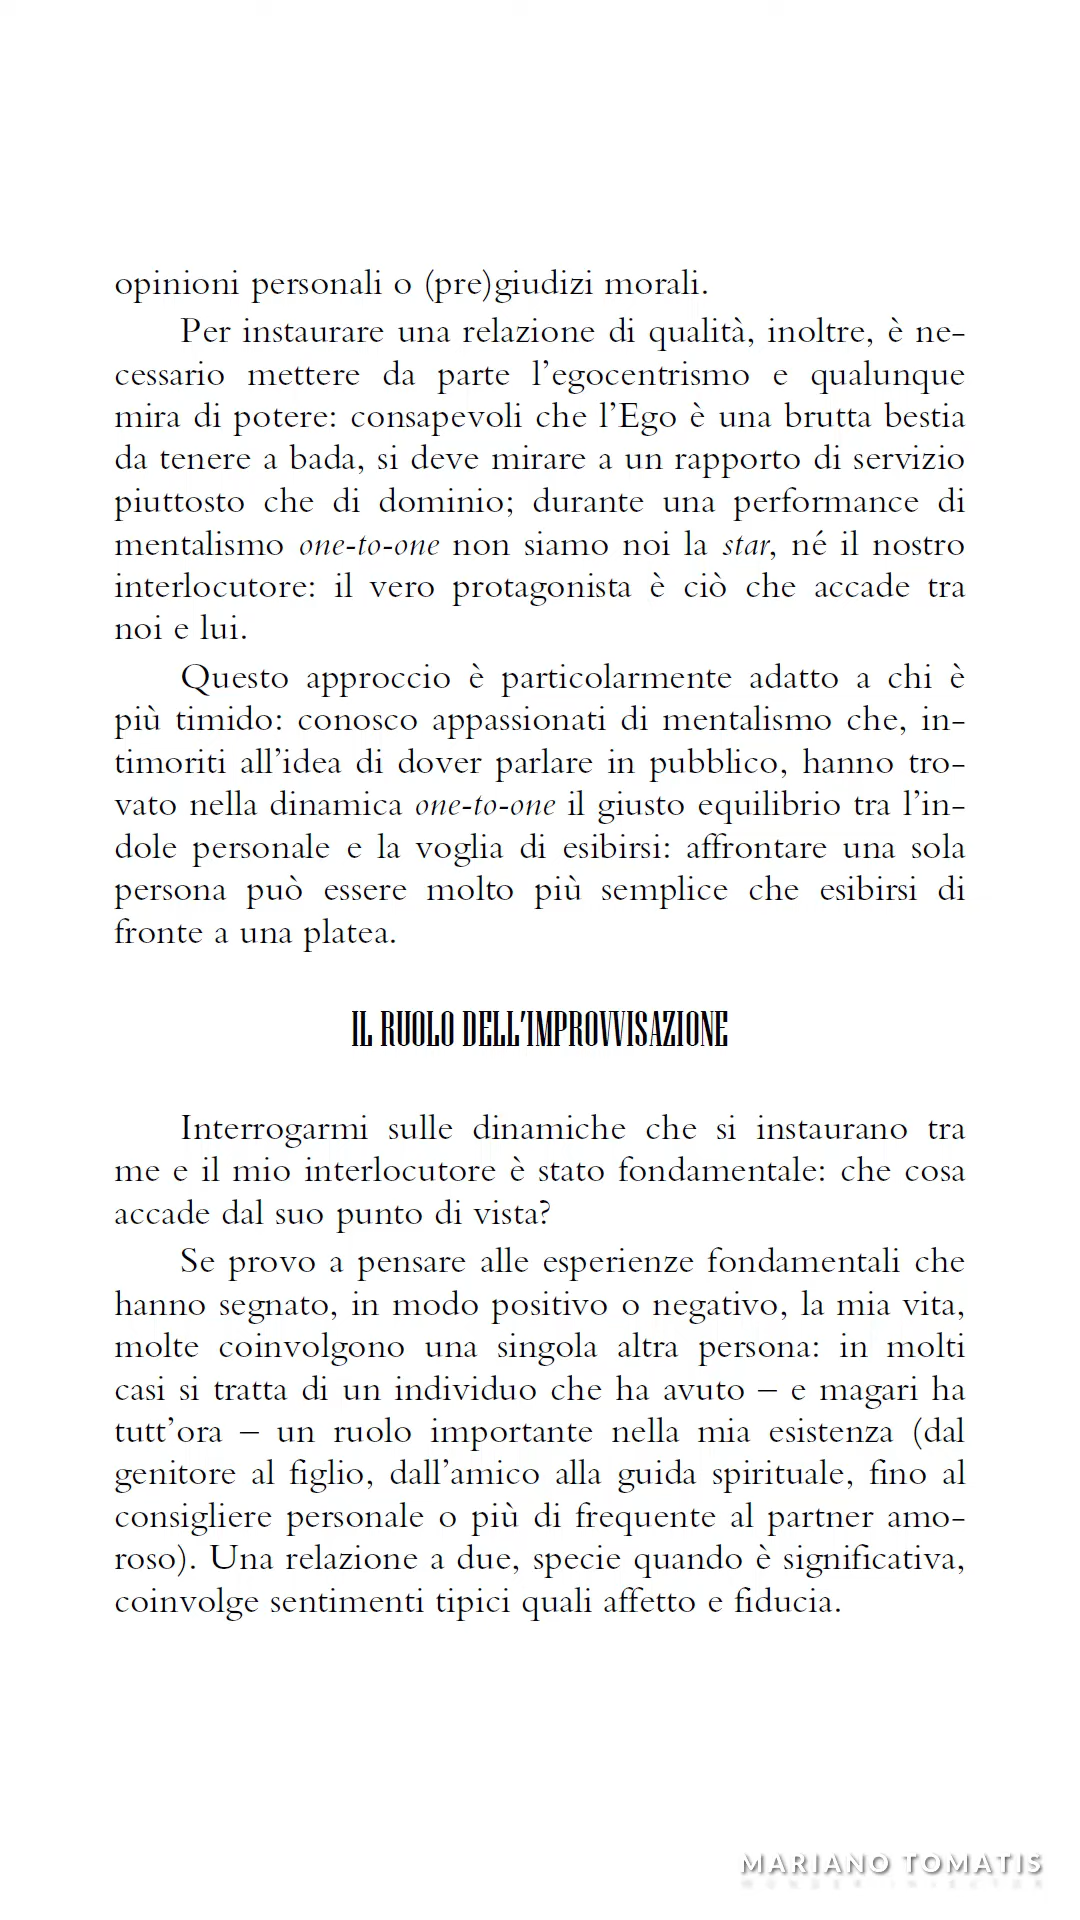 opinioni personali o (pre)giudizi morali.
Per instaurare una relazione di qualità, inoltre, è ne-
cessario mettere da parte l’egocentrismo e qualunque
mira di potere: consapevoli che l’Ego è una brutta bestia
da tenere a bada, si deve mirare a un rapporto di servizio
piuttosto che di dominio; durante una performance di
mentalismo one-to-one non siamo noi la star, né il nostro
interlocutore: il vero protagonista è ciò che accade tra
noi e lui.
Questo approccio è particolarmente adatto a chi è
più timido: conosco appassionati di mentalismo che, in-
timoriti all’idea di dover parlare in pubblico, hanno tro-
vato nella dinamica one-to-one il giusto equilibrio tra l’in-
dole personale e la voglia di esibirsi: affrontare una sola
persona può essere molto più semplice che esibirsi di
fronte a una platea.
IL RUOLO DELL’IMPROVVISAZIONE
Interrogarmi sulle dinamiche che si instaurano tra
me e il mio interlocutore è stato fondamentale: che cosa
accade dal suo punto di vista?
Se provo a pensare alle esperienze fondamentali che
hanno segnato, in modo positivo o negativo, la mia vita,
molte coinvolgono una singola altra persona: in molti
casi si tratta di un individuo che ha avuto – e magari ha
tutt’ora – un ruolo importante nella mia esistenza (dal
genitore al figlio, dall’amico alla guida spirituale, fino al
consigliere personale o più di frequente al partner amo-
roso). Una relazione a due, specie quando è significativa,
coinvolge sentimenti tipici quali affetto e fiducia.
MARIANO TOMATIS